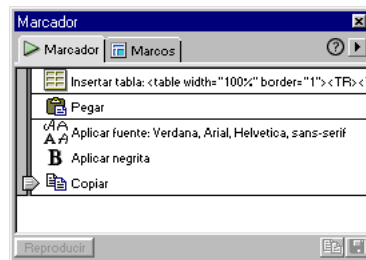 Marcador
Marcador Marcos
Insertar tabla: <table width="100%" border="1"><TR><
Pegar
Aplicar fuente: Verdana, Arial, Helvetica, sans-serif
Aplicar negrita
Copiar
Reproducir